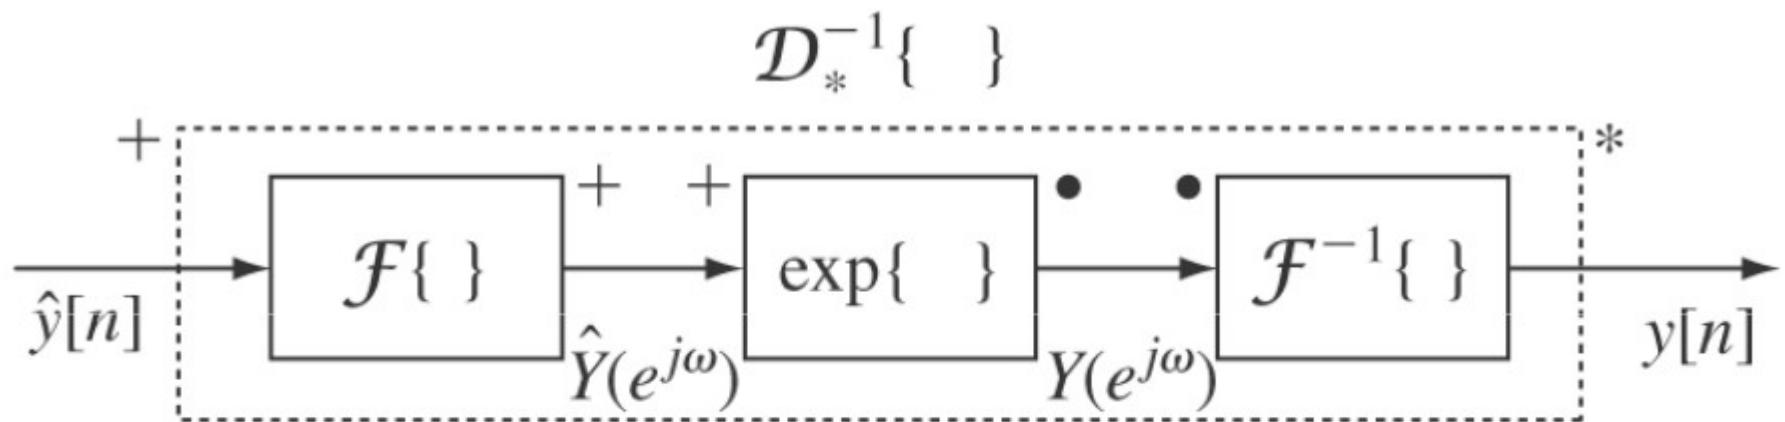 𝒟∗⁻¹{ }
+ *
+ + • •
ℱ{ } exp{ } ℱ⁻¹{ }
ŷ[n] Ŷ(e^{jω}) Y(e^{jω}) y[n]